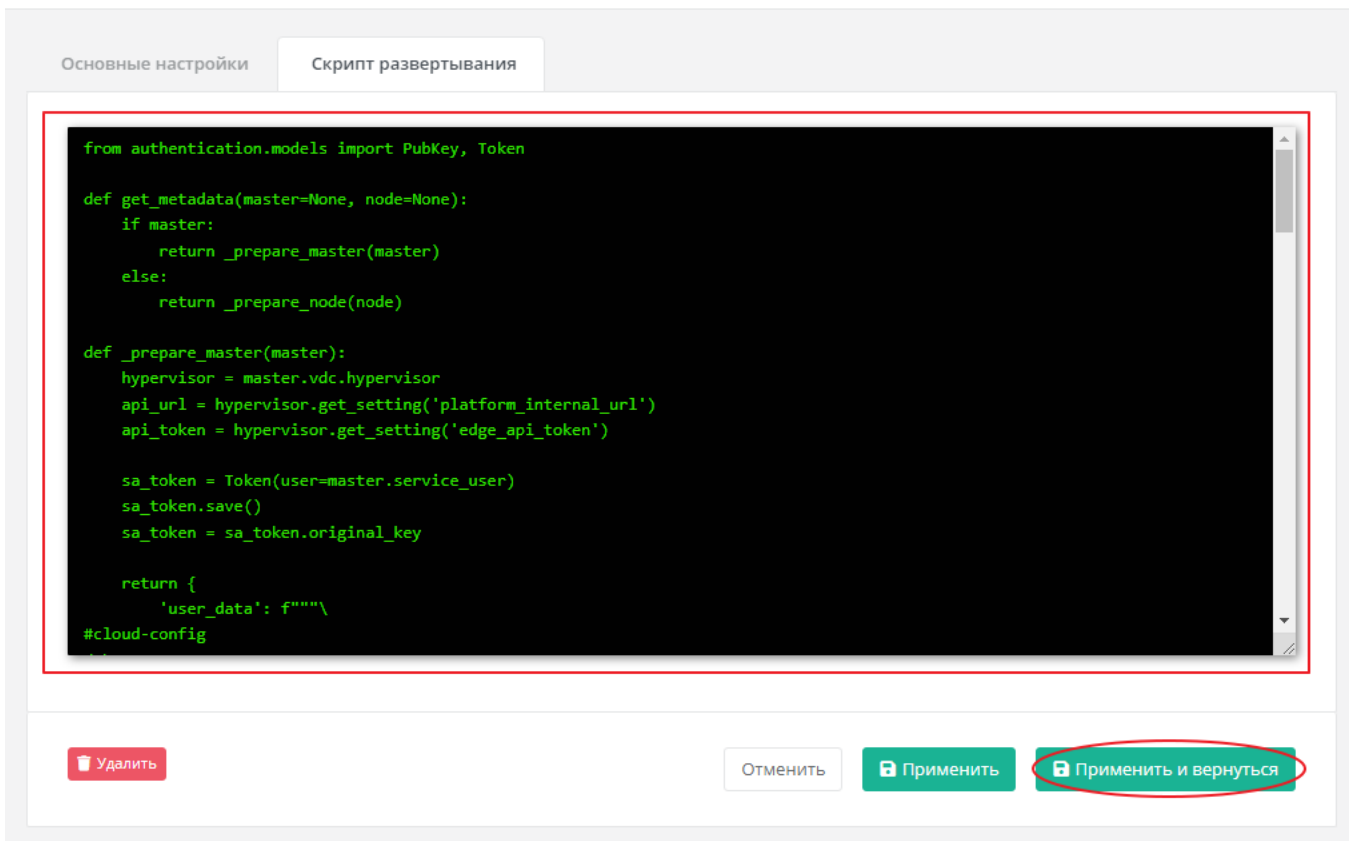 Основные настройки
Скрипт развертывания
from authentication.models import PubKey, Token
def get_metadata(master=None, node=None):
    if master:
        return _prepare_master(master)
    else:
        return _prepare_node(node)
def _prepare_master(master):
    hypervisor = master.vdc.hypervisor
    api_url = hypervisor.get_setting('platform_internal_url')
    api_token = hypervisor.get_setting('edge_api_token')
    sa_token = Token(user=master.service_user)
    sa_token.save()
    sa_token = sa_token.original_key
    return {
        'user_data': f"""\
#cloud-config
Удалить
Отменить
Применить
Применить и вернуться